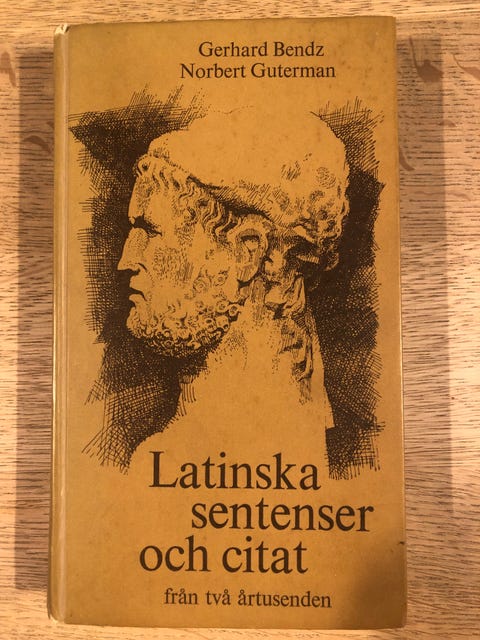 Gerhard Bendz
Norbert Guterman
Latinska
sentenser
och citat
från två årtusenden